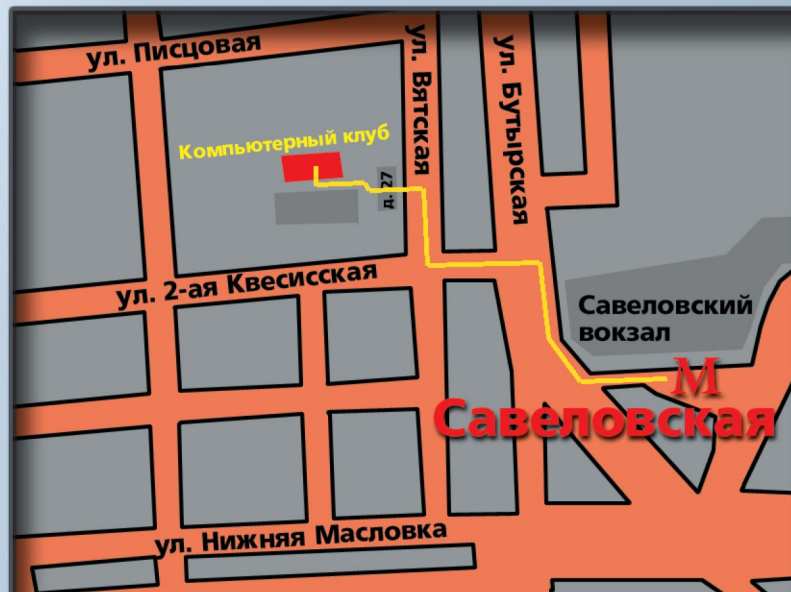 ул. Писцовая
ул. Вятская
ул. Бутырская
Компьютерный клуб
д. 27
ул. 2-ая Квесисская
Савеловский
вокзал
М
Савеловская
ул. Нижняя Масловка